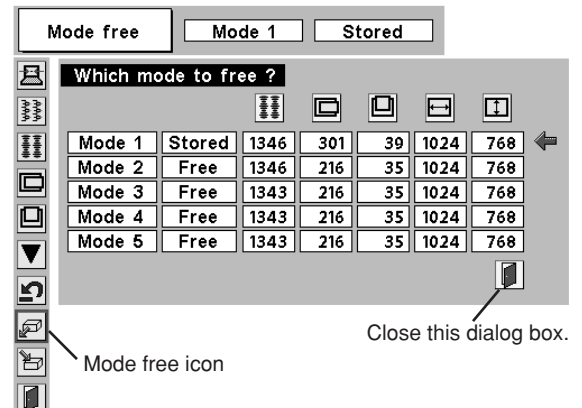 Mode free Mode 1 Stored
Which mode to free ?
Mode 1 Stored 1346 301 39 1024 768
Mode 2 Free 1346 216 35 1024 768
Mode 3 Free 1343 216 35 1024 768
Mode 4 Free 1343 216 35 1024 768
Mode 5 Free 1343 216 35 1024 768
Close this dialog box.
Mode free icon